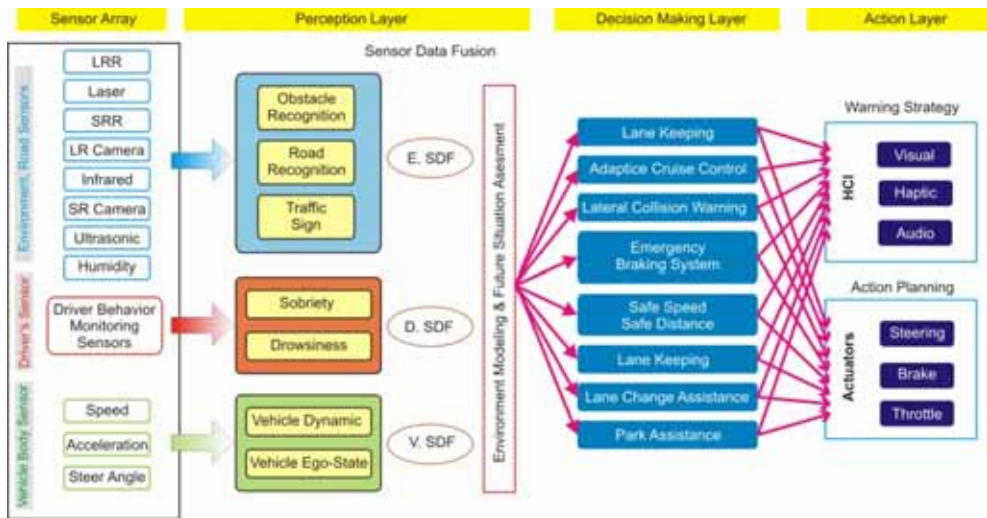 Sensor Array
Perception Layer
Decision Making Layer
Action Layer
Environment, Road Sensors
LRR
Laser
SRR
LR Camera
Infrared
SR Camera
Ultrasonic
Humidity
Driver's Sensor
Driver Behavior
Monitoring
Sensors
Vehicle Body Sensor
Speed
Acceleration
Steer Angle
Sensor Data Fusion
Obstacle
Recognition
Road
Recognition
Traffic
Sign
E. SDF
Sobriety
Drowsiness
D. SDF
Vehicle Dynamic
Vehicle Ego-State
V. SDF
Environment Modeling & Future Situation Asesment
Lane Keeping
Adaptice Cruise Control
Lateral Collision Warning
Emergency
Braking System
Safe Speed
Safe Distance
Lane Keeping
Lane Change Assistance
Park Assistance
Warning Strategy
HCI
Visual
Haptic
Audio
Action Planning
Actuators
Steering
Brake
Throttle